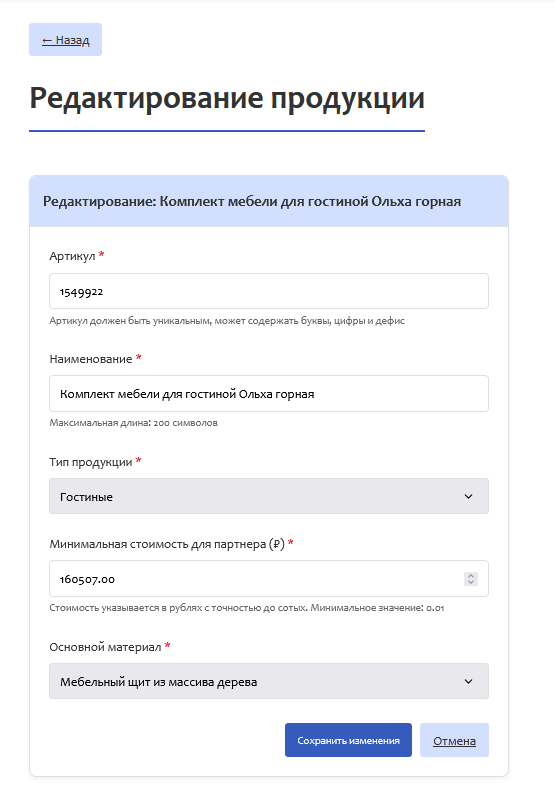 ← Назад
Редактирование продукции
Редактирование: Комплект мебели для гостиной Ольха горная
Артикул *
1549922
Артикул должен быть уникальным, может содержать буквы, цифры и дефис
Наименование *
Комплект мебели для гостиной Ольха горная
Максимальная длина: 200 символов
Тип продукции *
Гостиные
Минимальная стоимость для партнера (₽) *
160507.00
Стоимость указывается в рублях с точностью до сотых. Минимальное значение: 0.01
Основной материал *
Мебельный щит из массива дерева
Сохранить изменения Отмена